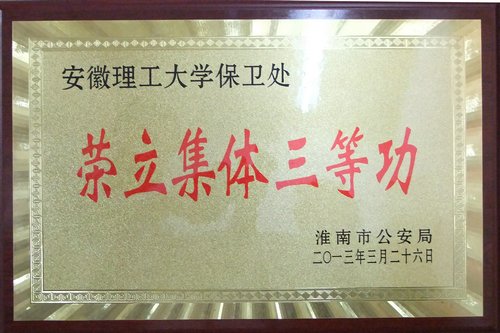 安徽理工大学保卫处
荣立集体三等功
淮南市公安局
二〇一三年三月二十六日